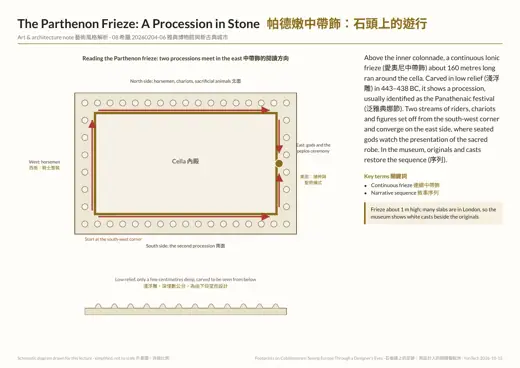 The Parthenon Frieze: A Procession in Stone 帕德嫩中帶飾：石頭上的遊行
Art & architecture note 藝術風格解析 · 08 希臘 20260204-06 雅典博物館與新古典城市
Reading the Parthenon frieze: two processions meet in the east 中帶飾的閱讀方向
North side: horsemen, chariots, sacrificial animals 北面
West: horsemen
西側：騎士整裝
Cella 內殿
East: gods and the
peplos ceremony
Start at the south-west corner
South side, the second procession 南面
Low relief, only a few centimetres deep, carved to be seen from below
淺浮雕，深僅數公分，為由下仰望而設計
Above the inner colonnade, a continuous Ionic
frieze (愛奧尼中帶飾) about 160 metres long
ran around the cella. Carved in low relief (淺浮
雕) in 443–438 BC, it shows a procession,
usually identified as the Panathenaic festival
(泛雅典娜節). Two streams of riders, chariots
and figures set off from the south-west corner
and converge on the east side, where seated
gods watch the presentation of the sacred
robe. In the museum, originals and casts
restore the sequence (序列).
Key terms 關鍵詞
• Continuous frieze 連續中帶飾
• Narrative sequence 敘事序列
Frieze about 1 m high; many slabs are in London, so the
museum shows white casts beside the originals.